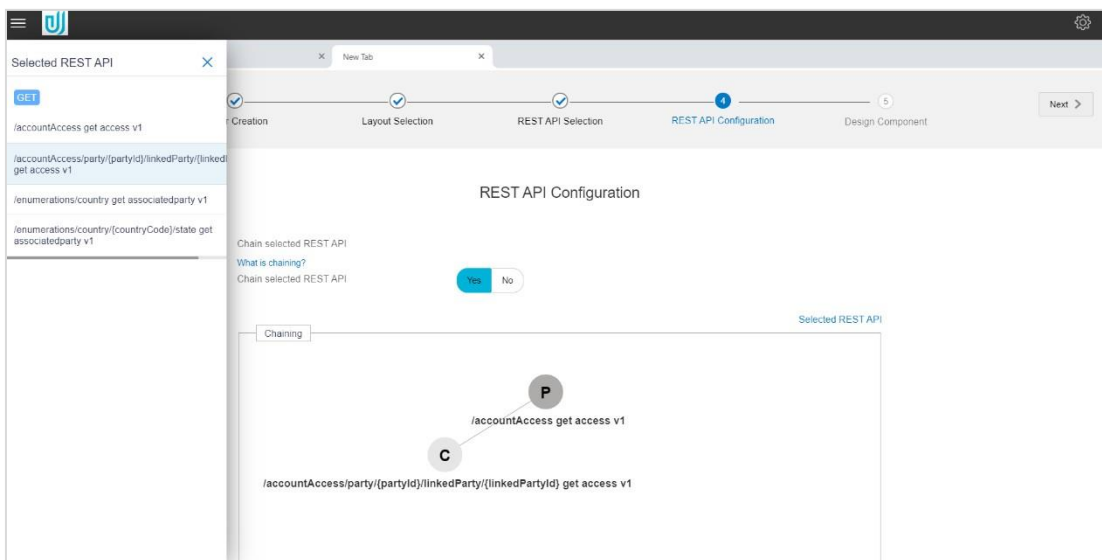 Selected REST API
New Tab
GET
/accountAccess get access v1
/accountAccess/party/{partyId}/linkedParty/{linkedl
get access v1
/enumerations/country get associatedparty v1
/enumerations/country/{countryCode}/state get
associatedparty v1
r Creation
Layout Selection
REST API Selection
4
REST API Configuration
5
Design Component
Next
REST API Configuration
Chain selected REST API
What is chaining?
Chain selected REST API
Yes No
Selected REST API
Chaining
P
/accountAccess get access v1
C
/accountAccess/party/{partyId}/linkedParty/{linkedPartyId} get access v1